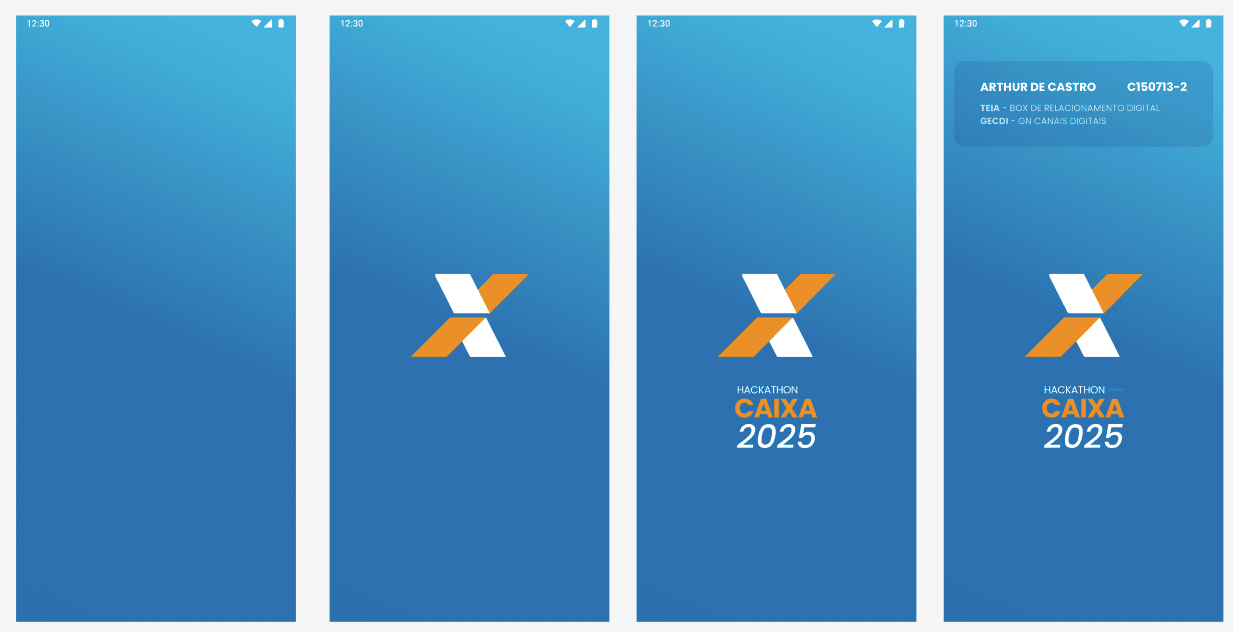 12:30
12:30
HACKATHON
CAIXA
2025
12:30
12:30
ARTHUR DE CASTRO C150713-2
TEIA - BOX DE RELACIONAMENTO DIGITAL
GECDI - GN CANAIS DIGITAIS
HACKATHON
CAIXA
2025